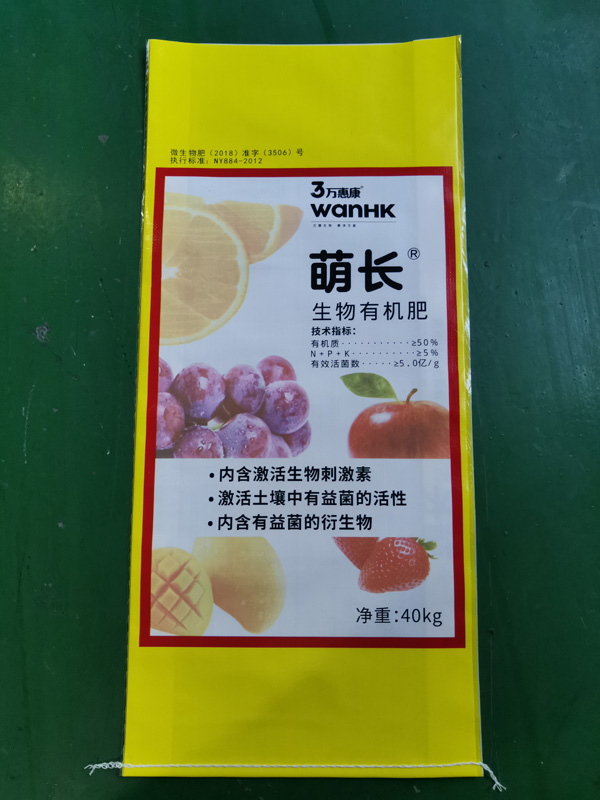 微生物肥（2018）准字（3506）号
执行标准：NY884-2012
3万惠康®
WANHK
萌长®
生物有机肥
技术指标：
有机质···········≥50%
N+P+K··········≥5%
有效活菌数·····≥5.0亿/g
•内含激活生物刺激素
•激活土壤中有益菌的活性
•内含有益菌的衍生物
净重：40kg